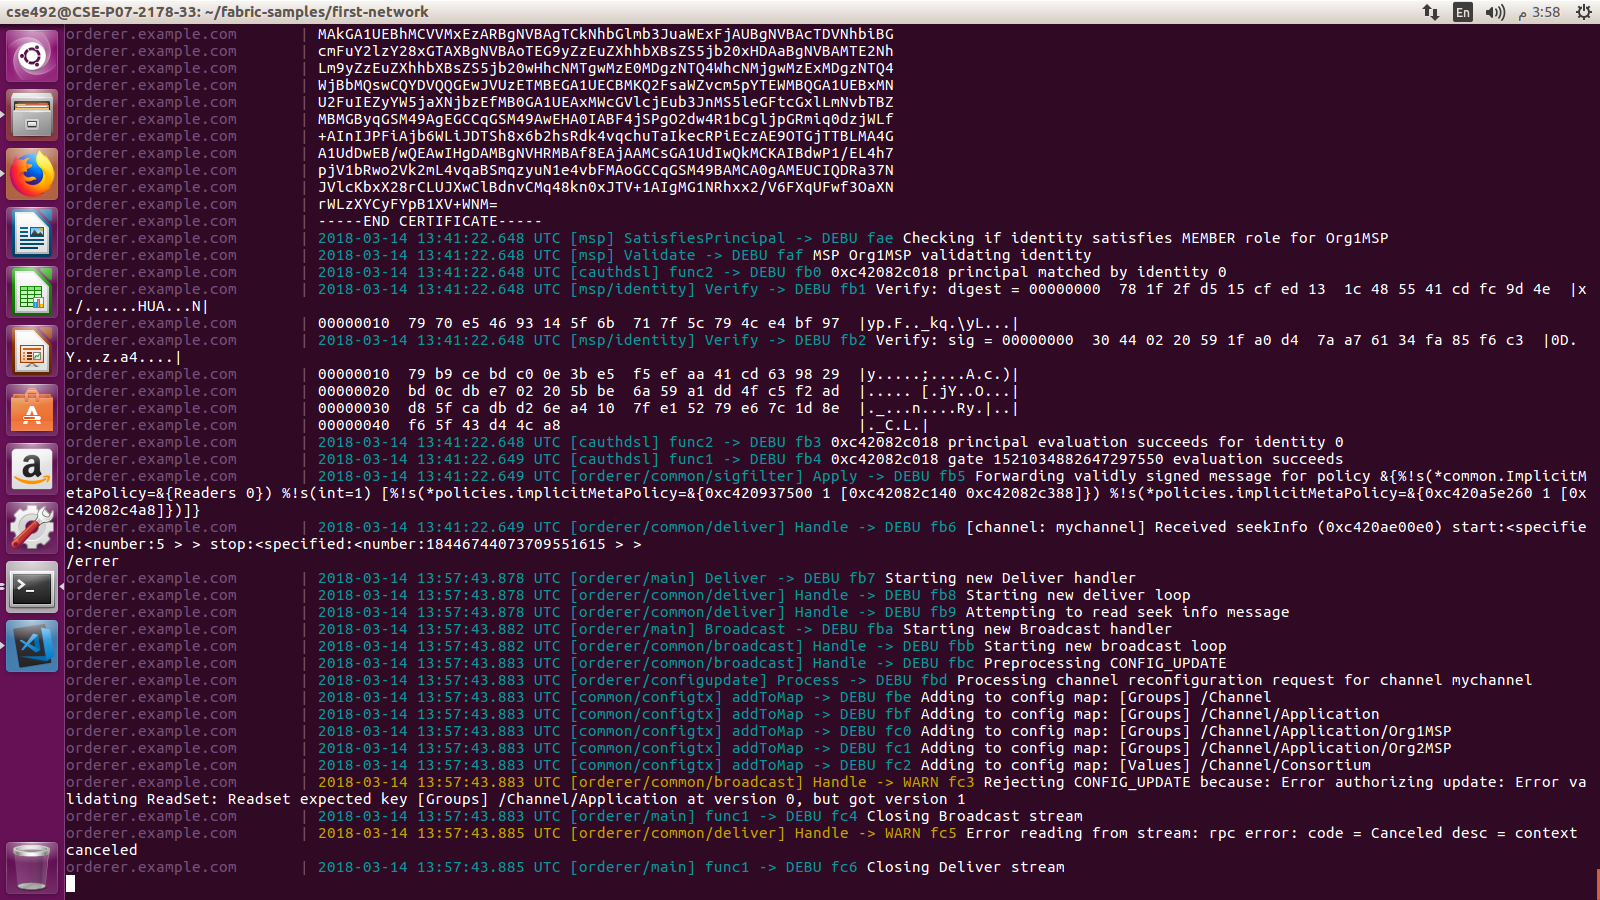 cse492@CSE-P07-2178-33: ~/fabric-samples/first-network
En
م 3:58
orderer.example.com | MAkGA1UEBhMCVVMxEzARBgNVBAgTCkNhbGlmb3JuaWExFjAUBgNVBAcTDVNhbiBG
orderer.example.com | cmFuY2lzY28xGTAXBgNVBAoTEG9yZzEuZXhhbXBsZS5jb20xHDAaBgNVBAMTE2Nh
orderer.example.com | Lm9yZzEuZXhhbXBsZS5jb20wHhcNMTgwMzE0MDgzNTQ4WhcNMjgwMzExMDgzNTQ4
orderer.example.com | WjBbMQswCQYDVQQGEwJVUzETMBEGA1UECBMKQ2FsaWZvcm5pYTEWMBQGA1UEBxMN
orderer.example.com | U2FuIEZyYW5jaXNjbzEfMB0GA1UEAxMWcGVlcjEub3JnMS5leGFtcGxlLmNvbTBZ
orderer.example.com | MBMGByqGSM49AgEGCCqGSM49AwEHA0IABF4jSPgO2dw4R1bCgljpGRmiq0dzjWLf
orderer.example.com | +AInIJPFiAjb6WLiJDTSh8x6b2hsRdk4vqchuTaIkecRPiEczAE9OTGjTTBLMA4G
orderer.example.com | A1UdDwEB/wQEAwIHgDAMBgNVHRMBAf8EAjAAMCsGA1UdIwQkMCKAIBdwP1/EL4h7
orderer.example.com | pjV1bRwo2Vk2mL4vqaBSmqzyuN1e4vbFMAoGCCqGSM49BAMCA0gAMEUCIQDRa37N
orderer.example.com | JVlcKbxX28rCLUJXwClBdnvCMq48kn0xJTV+1AIgMG1NRhxx2/V6FXqUFwf3OaXN
orderer.example.com | rWLzXYCyFYpB1XV+WNM=
orderer.example.com | -----END CERTIFICATE-----
orderer.example.com | 2018-03-14 13:41:22.648 UTC [msp] SatisfiesPrincipal -> DEBU fae Checking if identity satisfies MEMBER role for Org1MSP
orderer.example.com | 2018-03-14 13:41:22.648 UTC [msp] Validate -> DEBU faf MSP Org1MSP validating identity
orderer.example.com | 2018-03-14 13:41:22.648 UTC [cauthdsl] func2 -> DEBU fb0 0xc42082c018 principal matched by identity 0
orderer.example.com | 2018-03-14 13:41:22.648 UTC [msp/identity] Verify -> DEBU fb1 Verify: digest = 00000000 78 1f 2f d5 15 cf ed 13 1c 48 55 41 cd fc 9d 4e |x
./......HUA...N|
orderer.example.com | 00000010 79 70 e5 46 93 14 5f 6b 71 7f 5c 79 4c e4 bf 97 |yp.F.._kq.\yL...|
orderer.example.com | 2018-03-14 13:41:22.648 UTC [msp/identity] Verify -> DEBU fb2 Verify: sig = 00000000 30 44 02 20 59 1f a0 d4 7a a7 61 34 fa 85 f6 c3 |0D.
Y...z.a4....|
orderer.example.com | 00000010 79 b9 ce bd c0 0e 3b e5 f5 ef aa 41 cd 63 98 29 |y.....;....A.c.)|
orderer.example.com | 00000020 bd 0c db e7 02 20 5b be 6a 59 a1 dd 4f c5 f2 ad |..... [.jY..O...|
orderer.example.com | 00000030 d8 5f ca db d2 6e a4 10 7f e1 52 79 e6 7c 1d 8e |._...n....Ry.|..|
orderer.example.com | 00000040 f6 5f 43 d4 4c a8 |._C.L.|
orderer.example.com | 2018-03-14 13:41:22.648 UTC [cauthdsl] func2 -> DEBU fb3 0xc42082c018 principal evaluation succeeds for identity 0
orderer.example.com | 2018-03-14 13:41:22.649 UTC [cauthdsl] func1 -> DEBU fb4 0xc42082c018 gate 1521034882647297550 evaluation succeeds
orderer.example.com | 2018-03-14 13:41:22.649 UTC [orderer/common/sigfilter] Apply -> DEBU fb5 Forwarding validly signed message for policy &{%!s(*common.ImplicitM
etaPolicy=&{Readers 0}) %!s(int=1) [%!s(*policies.implicitMetaPolicy=&{0xc420937500 1 [0xc42082c140 0xc42082c388]}) %!s(*policies.implicitMetaPolicy=&{0xc420a5e260 1 [0x
c42082c4a8]})]}
orderer.example.com | 2018-03-14 13:41:22.649 UTC [orderer/common/deliver] Handle -> DEBU fb6 [channel: mychannel] Received seekInfo (0xc420ae00e0) start:<specifie
d:<number:5 > > stop:<specified:<number:18446744073709551615 > >
/errer
orderer.example.com | 2018-03-14 13:57:43.878 UTC [orderer/main] Deliver -> DEBU fb7 Starting new Deliver handler
orderer.example.com | 2018-03-14 13:57:43.878 UTC [orderer/common/deliver] Handle -> DEBU fb8 Starting new deliver loop
orderer.example.com | 2018-03-14 13:57:43.878 UTC [orderer/common/deliver] Handle -> DEBU fb9 Attempting to read seek info message
orderer.example.com | 2018-03-14 13:57:43.882 UTC [orderer/main] Broadcast -> DEBU fba Starting new Broadcast handler
orderer.example.com | 2018-03-14 13:57:43.882 UTC [orderer/common/broadcast] Handle -> DEBU fbb Starting new broadcast loop
orderer.example.com | 2018-03-14 13:57:43.883 UTC [orderer/common/broadcast] Handle -> DEBU fbc Preprocessing CONFIG_UPDATE
orderer.example.com | 2018-03-14 13:57:43.883 UTC [orderer/configupdate] Process -> DEBU fbd Processing channel reconfiguration request for channel mychannel
orderer.example.com | 2018-03-14 13:57:43.883 UTC [common/configtx] addToMap -> DEBU fbe Adding to config map: [Groups] /Channel
orderer.example.com | 2018-03-14 13:57:43.883 UTC [common/configtx] addToMap -> DEBU fbf Adding to config map: [Groups] /Channel/Application
orderer.example.com | 2018-03-14 13:57:43.883 UTC [common/configtx] addToMap -> DEBU fc0 Adding to config map: [Groups] /Channel/Application/Org1MSP
orderer.example.com | 2018-03-14 13:57:43.883 UTC [common/configtx] addToMap -> DEBU fc1 Adding to config map: [Groups] /Channel/Application/Org2MSP
orderer.example.com | 2018-03-14 13:57:43.883 UTC [common/configtx] addToMap -> DEBU fc2 Adding to config map: [Values] /Channel/Consortium
orderer.example.com | 2018-03-14 13:57:43.883 UTC [orderer/common/broadcast] Handle -> WARN fc3 Rejecting CONFIG_UPDATE because: Error authorizing update: Error va
lidating ReadSet: Readset expected key [Groups] /Channel/Application at version 0, but got version 1
orderer.example.com | 2018-03-14 13:57:43.883 UTC [orderer/main] func1 -> DEBU fc4 Closing Broadcast stream
orderer.example.com | 2018-03-14 13:57:43.885 UTC [orderer/common/deliver] Handle -> WARN fc5 Error reading from stream: rpc error: code = Canceled desc = context
canceled
orderer.example.com | 2018-03-14 13:57:43.885 UTC [orderer/main] func1 -> DEBU fc6 Closing Deliver stream